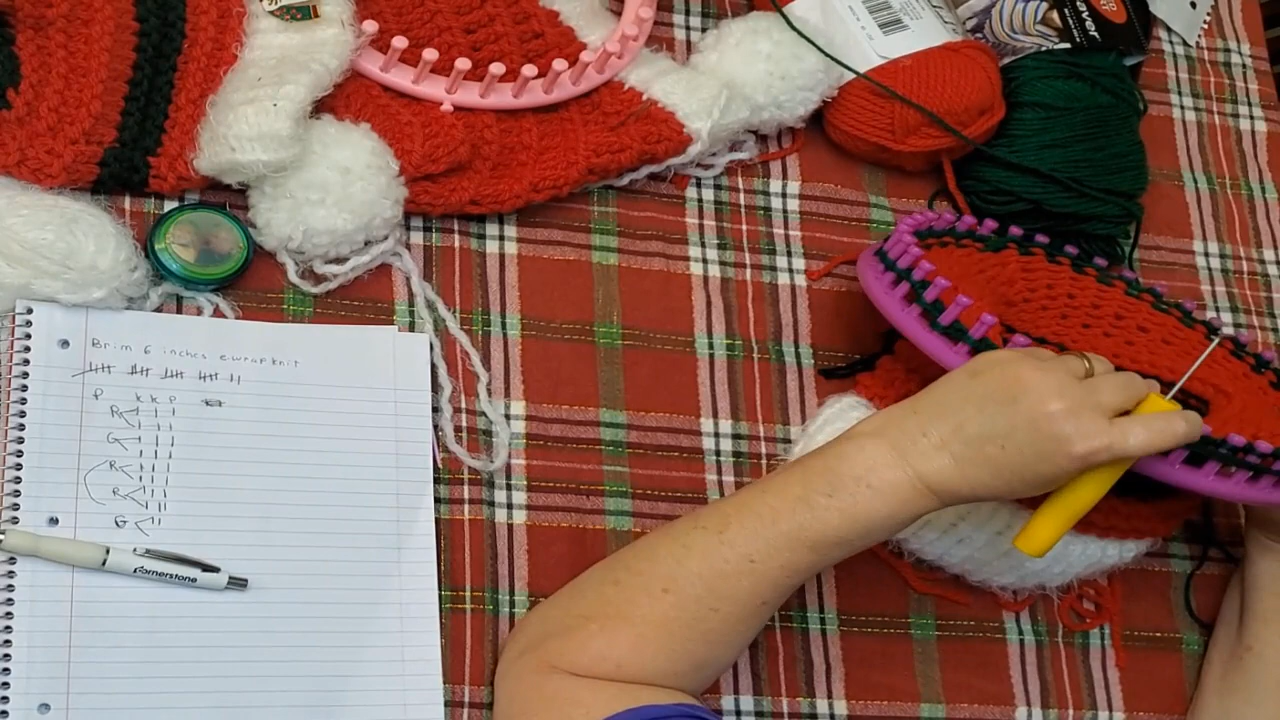 Brim 6 inches ewrap knit
P K K P
R
G
R
R
G
cornerstone